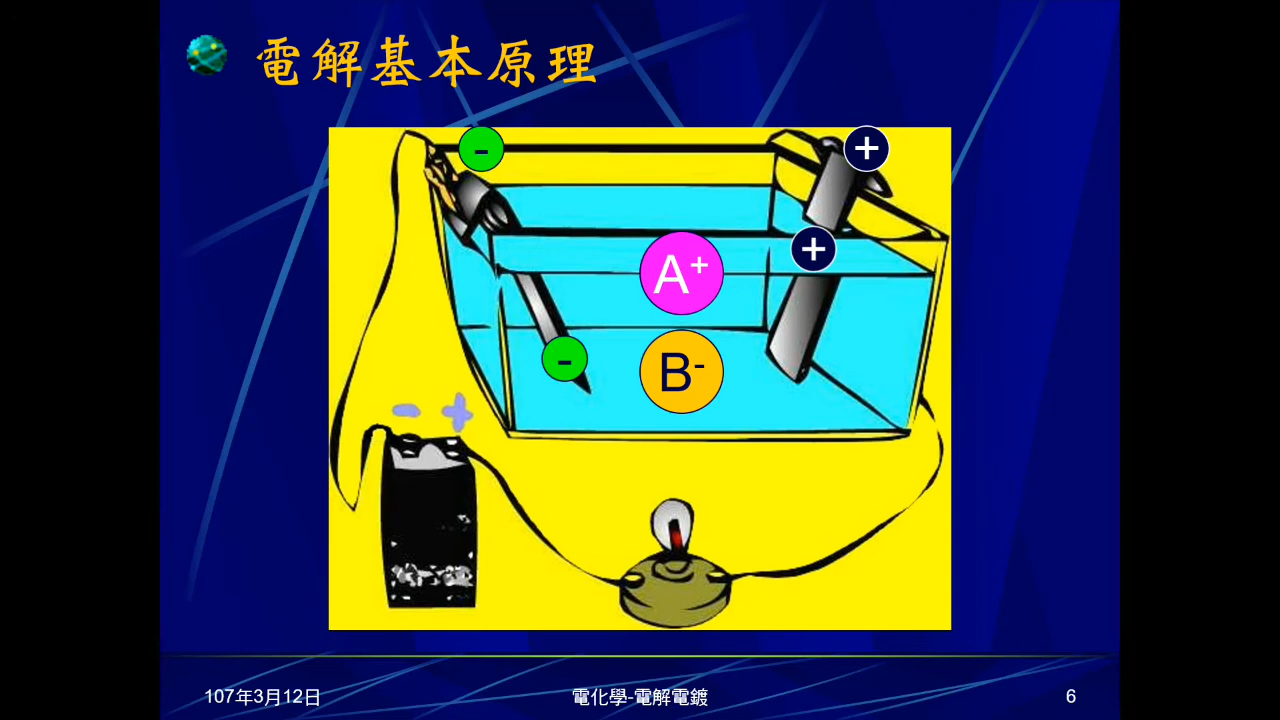 電解基本原理
-
+
A⁺
+
B⁻
-
- +
107年3月12日
電化學-電解電鍍
6